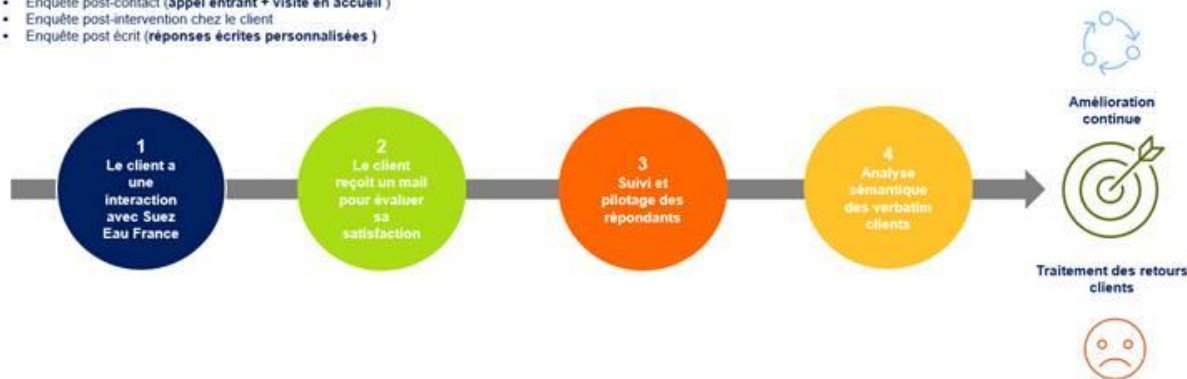 Enquête post-contact (appel entrant + visite en accueil )
Enquête post-intervention chez le client
Enquête post écrit (réponses écrites personnalisées )
1
Le client a
une
interaction
avec Suez
Eau France
2
Le client
reçoit un mail
pour évaluer
sa
satisfaction
3
Suivi et
pilotage des
répondants
4
Analyse
sémantique
des verbatim
clients
Amélioration
continue
Traitement des retours
clients